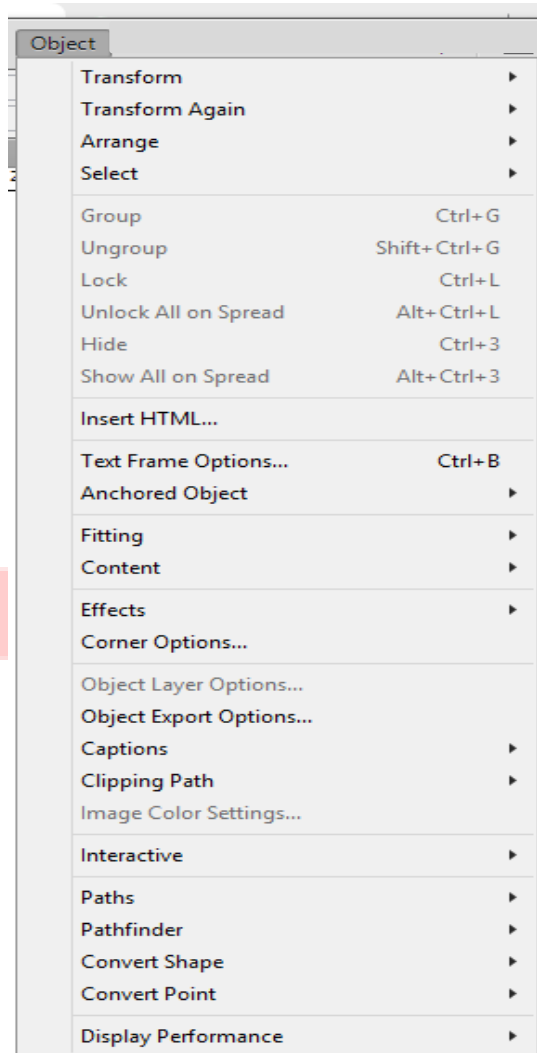 Object
Transform
Transform Again
Arrange
Select
Group Ctrl+G
Ungroup Shift+Ctrl+G
Lock Ctrl+L
Unlock All on Spread Alt+Ctrl+L
Hide Ctrl+3
Show All on Spread Alt+Ctrl+3
Insert HTML...
Text Frame Options... Ctrl+B
Anchored Object
Fitting
Content
Effects
Corner Options...
Object Layer Options...
Object Export Options...
Captions
Clipping Path
Image Color Settings...
Interactive
Paths
Pathfinder
Convert Shape
Convert Point
Display Performance